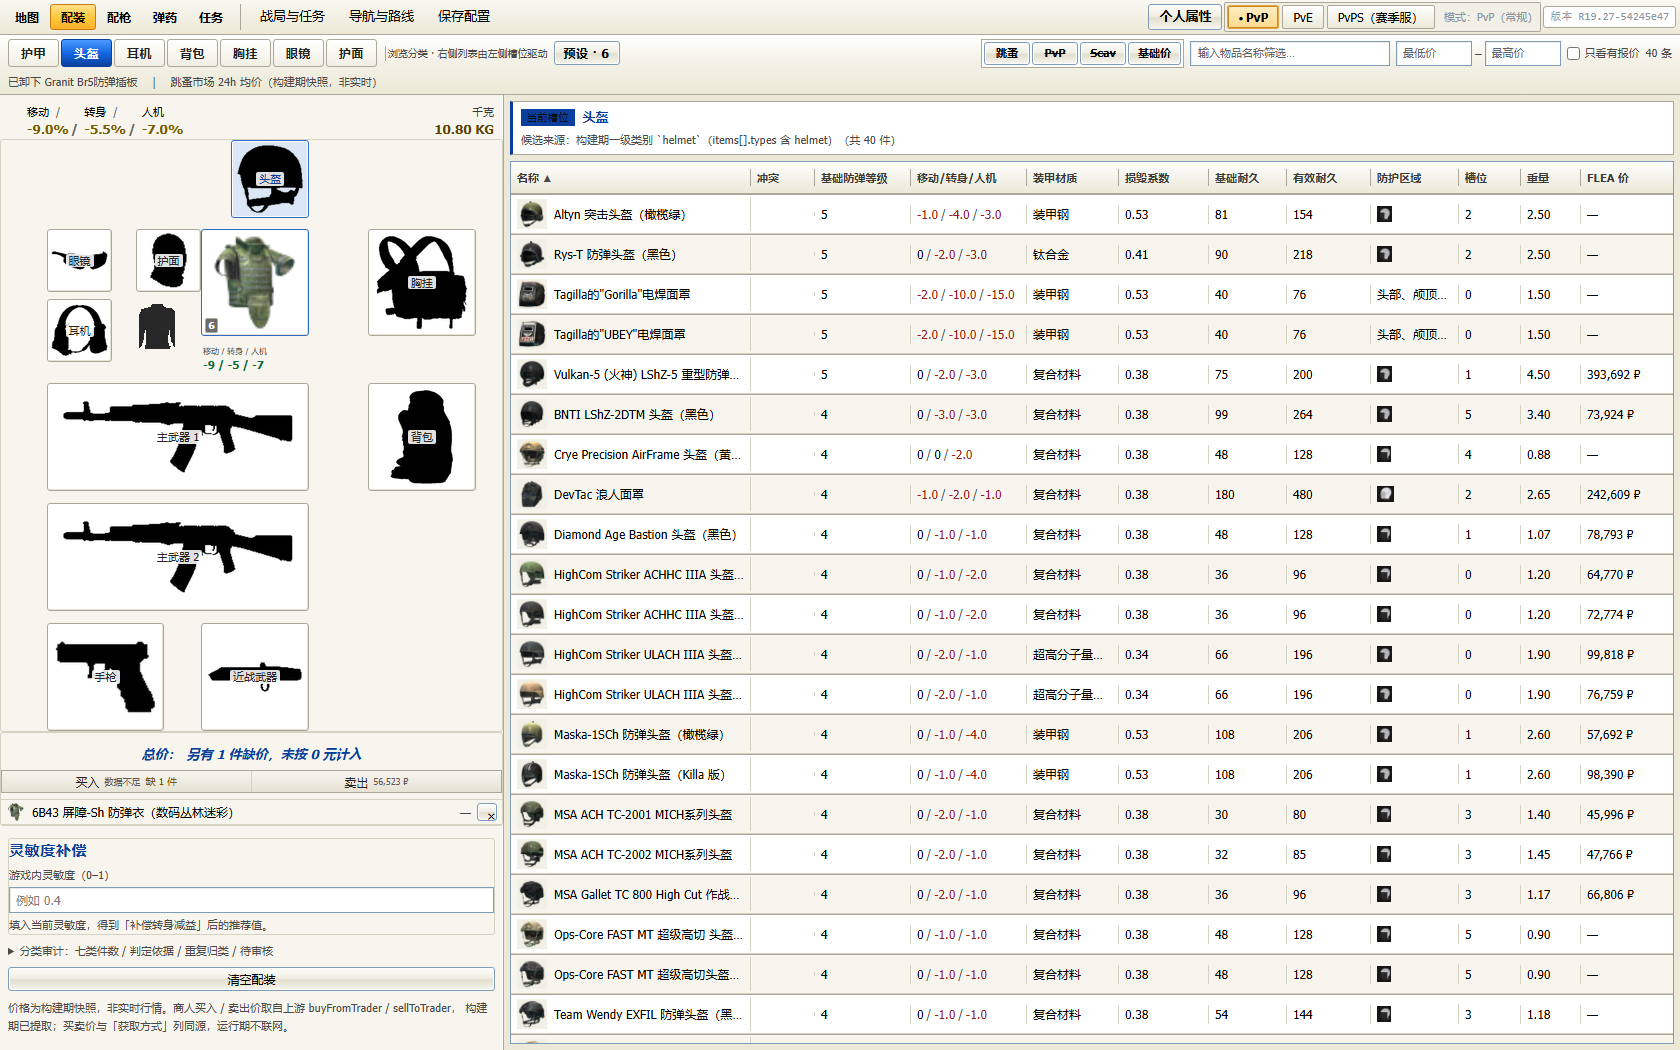 地图 配装 配枪 弹药 任务 战局与任务 导航与路线 保存配置 个人属性 • PvP PvE PvPS（赛季服） 模式：PvP（常规） 版本 R19.27-54245e47
护甲 头盔 耳机 背包 胸挂 眼镜 护面 浏览分类 · 右侧列表由左侧槽位驱动 预设 · 6 跳蚤 PvP Scav 基础价 输入物品名称筛选... 最低价 – 最高价 只看有报价 40 条
已卸下 Granit Br5防弹插板 | 跳蚤市场 24h 均价（构建期快照，非实时）
移动 / 转身 / 人机 千克
-9.0% / -5.5% / -7.0% 10.80 KG
头盔
眼镜 护面 6 胸挂
耳机
移动 / 转身 / 人机
-9 / -5 / -7
主武器 1 背包
主武器 2
手枪 近战武器
总价： 另有 1 件缺价，未按 0 元计入
买入 数据不足 缺 1 件 卖出 56,523 ₽
6B43 屏障-Sh 防弹衣（数码丛林迷彩） — ×
灵敏度补偿
游戏内灵敏度（0–1）
例如 0.4
填入当前灵敏度，得到「补偿转身减益」后的推荐值。
▶ 分类审计：七类件数 / 判定依据 / 重复归类 / 待审核
清空配装
价格为构建期快照，非实时行情。商人买入 / 卖出价取自上游 buyFromTrader / sellToTrader， 构建
期已提取；买卖价与「获取方式」列同源，运行期不联网。
当前槽位 头盔
候选来源：构建期一级类别 `helmet`（items[].types 含 helmet） （共 40 件）
名称 ▲ 冲突 基础防弹等级 移动/转身/人机 装甲材质 损毁系数 基础耐久 有效耐久 防护区域 槽位 重量 FLEA 价
Altyn 突击头盔（橄榄绿） 5 -1.0 / -4.0 / -3.0 装甲钢 0.53 81 154 2 2.50 —
Rys-T 防弹头盔（黑色） 5 0 / -2.0 / -3.0 钛合金 0.41 90 218 2 2.50 —
Tagilla的"Gorilla"电焊面罩 5 -2.0 / -10.0 / -15.0 装甲钢 0.53 40 76 头部、颅顶... 0 1.50 —
Tagilla的"UBEY"电焊面罩 5 -2.0 / -10.0 / -15.0 装甲钢 0.53 40 76 头部、颅顶... 0 1.50 —
Vulkan-5 (火神) LShZ-5 重型防弹... 5 0 / -2.0 / -3.0 复合材料 0.38 75 200 1 4.50 393,692 ₽
BNTI LShZ-2DTM 头盔（黑色） 4 0 / -3.0 / -3.0 复合材料 0.38 99 264 5 3.40 73,924 ₽
Crye Precision AirFrame 头盔（黄... 4 0 / 0 / -2.0 复合材料 0.38 48 128 4 0.88 —
DevTac 浪人面罩 4 -1.0 / -2.0 / -1.0 复合材料 0.38 180 480 2 2.65 242,609 ₽
Diamond Age Bastion 头盔（黑色） 4 0 / -1.0 / -1.0 复合材料 0.38 48 128 1 1.07 78,793 ₽
HighCom Striker ACHHC IIIA 头盔... 4 0 / -1.0 / -2.0 复合材料 0.38 36 96 0 1.20 64,770 ₽
HighCom Striker ACHHC IIIA 头盔... 4 0 / -1.0 / -2.0 复合材料 0.38 36 96 0 1.20 72,774 ₽
HighCom Striker ULACH IIIA 头盔... 4 0 / -2.0 / -1.0 超高分子量... 0.34 66 196 0 1.90 99,818 ₽
HighCom Striker ULACH IIIA 头盔... 4 0 / -2.0 / -1.0 超高分子量... 0.34 66 196 0 1.90 76,759 ₽
Maska-1SCh 防弹头盔（橄榄绿） 4 0 / -1.0 / -4.0 装甲钢 0.53 108 206 1 2.60 57,692 ₽
Maska-1SCh 防弹头盔（Killa 版） 4 0 / -1.0 / -4.0 装甲钢 0.53 108 206 1 2.60 98,390 ₽
MSA ACH TC-2001 MICH系列头盔 4 0 / -2.0 / -1.0 复合材料 0.38 30 80 3 1.40 45,996 ₽
MSA ACH TC-2002 MICH系列头盔 4 0 / -2.0 / -1.0 复合材料 0.38 32 85 3 1.45 47,766 ₽
MSA Gallet TC 800 High Cut 作战... 4 0 / -1.0 / -1.0 复合材料 0.38 36 96 3 1.17 66,806 ₽
Ops-Core FAST MT 超级高切 头盔... 4 0 / -1.0 / -1.0 复合材料 0.38 48 128 5 0.90 —
Ops-Core FAST MT 超级高切头盔... 4 0 / -1.0 / -1.0 复合材料 0.38 48 128 5 0.90 —
Team Wendy EXFIL 防弹头盔（黑... 4 0 / -1.0 / -1.0 复合材料 0.38 54 144 3 1.18 —